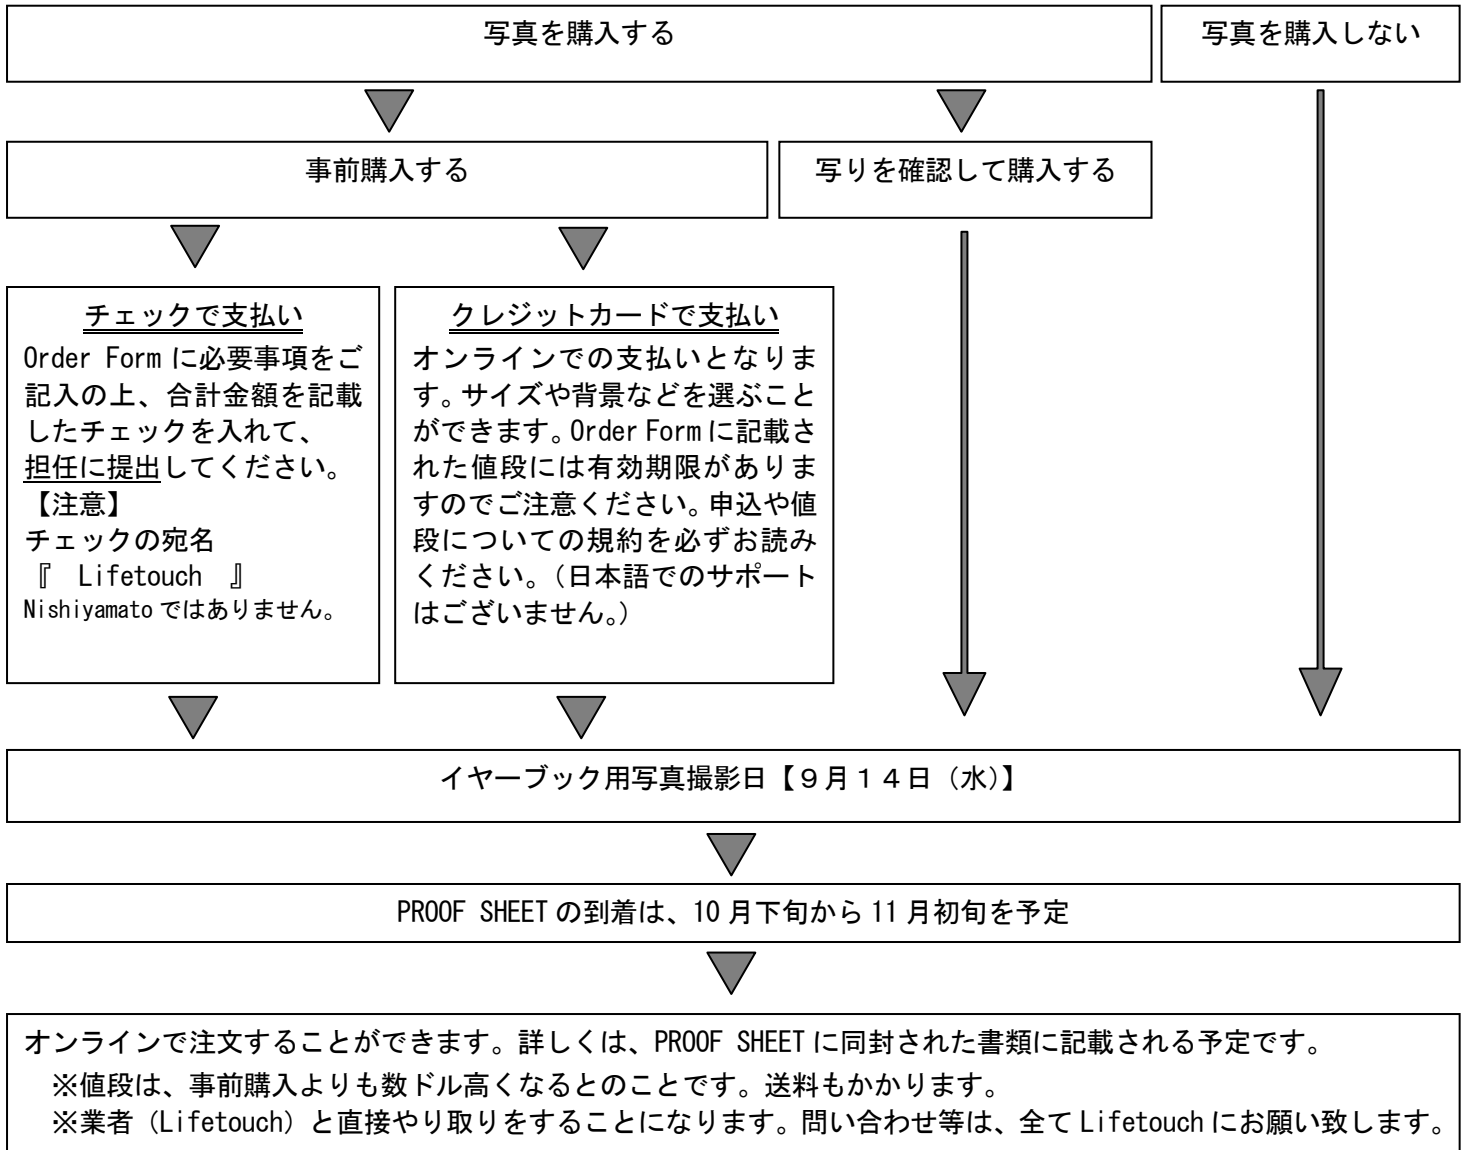 写真を購入する
写真を購入しない
事前購入する
写りを確認して購入する
チェックで支払い
Order Form に必要事項をご
記入の上、合計金額を記載
したチェックを入れて、
担任に提出してください。
【注意】
チェックの宛名
『 Lifetouch 』
Nishiyamato ではありません。
クレジットカードで支払い
オンラインでの支払いとなりま
す。サイズや背景などを選ぶこと
ができます。Order Form に記載さ
れた値段には有効期限がありま
すのでご注意ください。申込や値
段についての規約を必ずお読み
ください。(日本語でのサポート
はございません。)
イヤーブック用写真撮影日【9月14日（水）】
PROOF SHEET の到着は、10 月下旬から 11 月初旬を予定
オンラインで注文することができます。詳しくは、PROOF SHEET に同封された書類に記載される予定です。
※値段は、事前購入よりも数ドル高くなるとのことです。送料もかかります。
※業者（Lifetouch）と直接やり取りをすることになります。問い合わせ等は、全て Lifetouch にお願い致します。